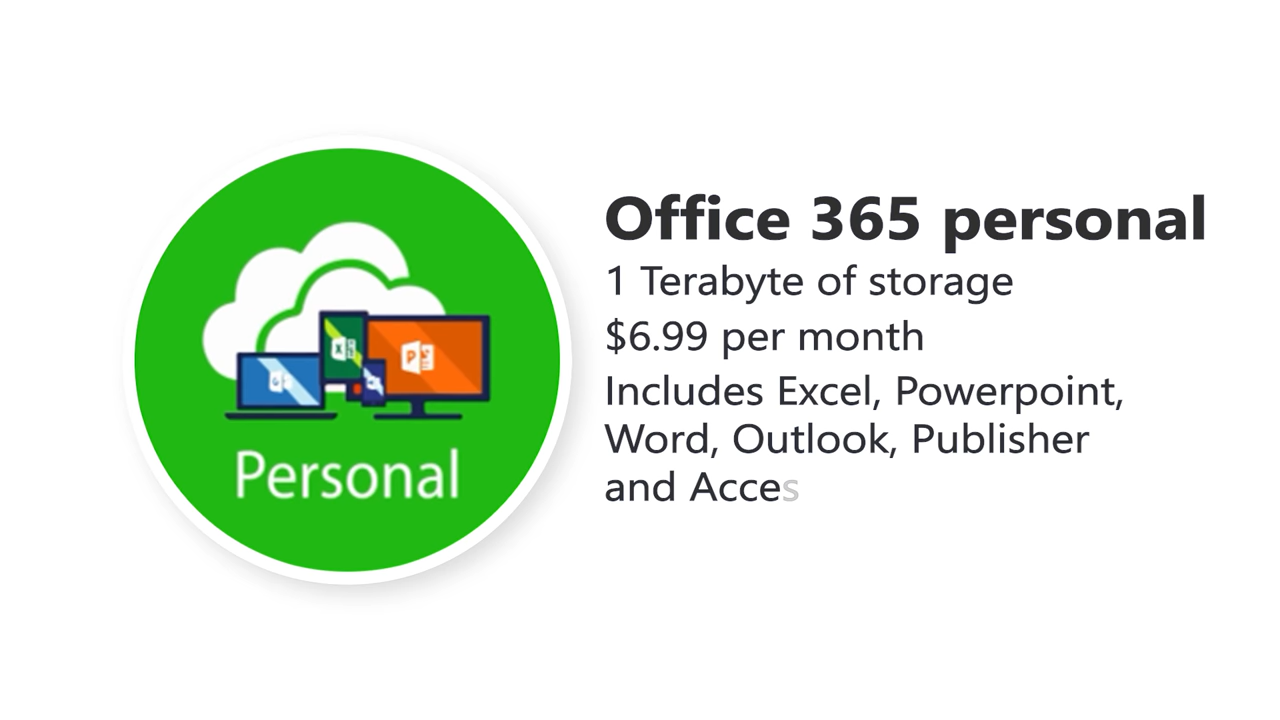 Office 365 personal
1 Terabyte of storage
$6.99 per month
Includes Excel, Powerpoint,
Word, Outlook, Publisher
and Acces
Personal